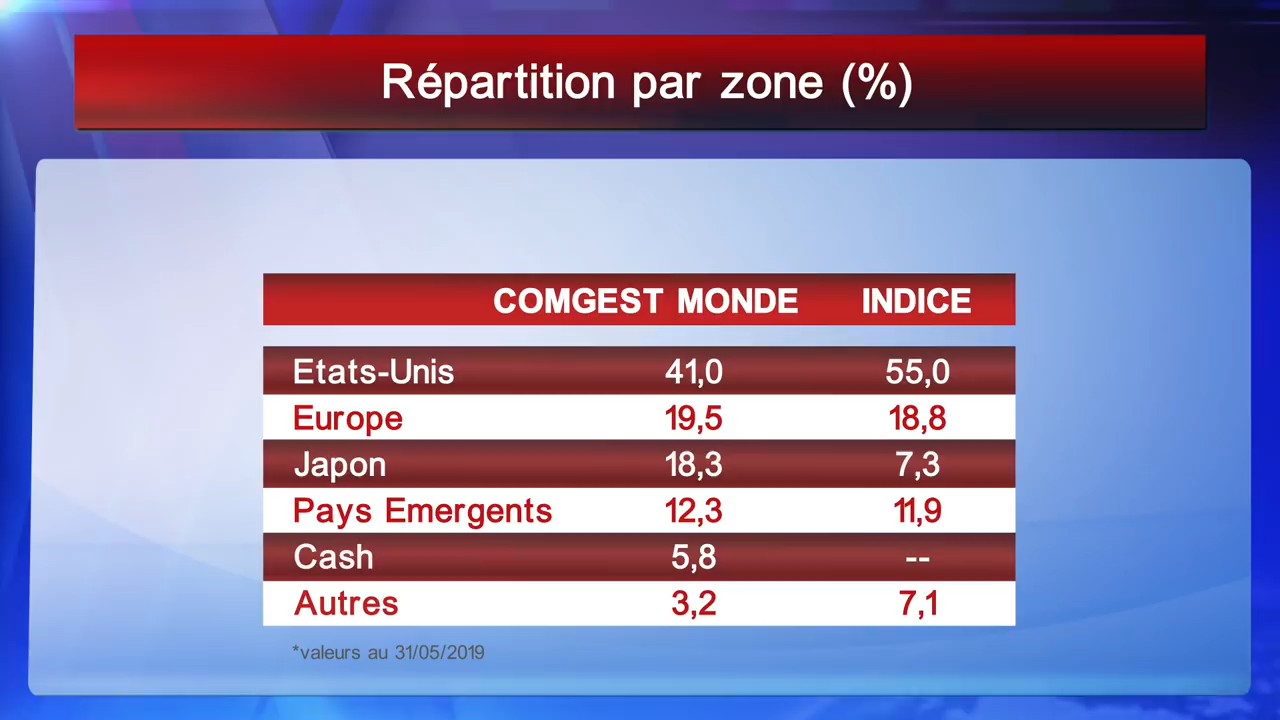 Répartition par zone (%)
COMGEST MONDE INDICE
Etats-Unis 41,0 55,0
Europe 19,5 18,8
Japon 18,3 7,3
Pays Emergents 12,3 11,9
Cash 5,8 --
Autres 3,2 7,1
*valeurs au 31/05/2019